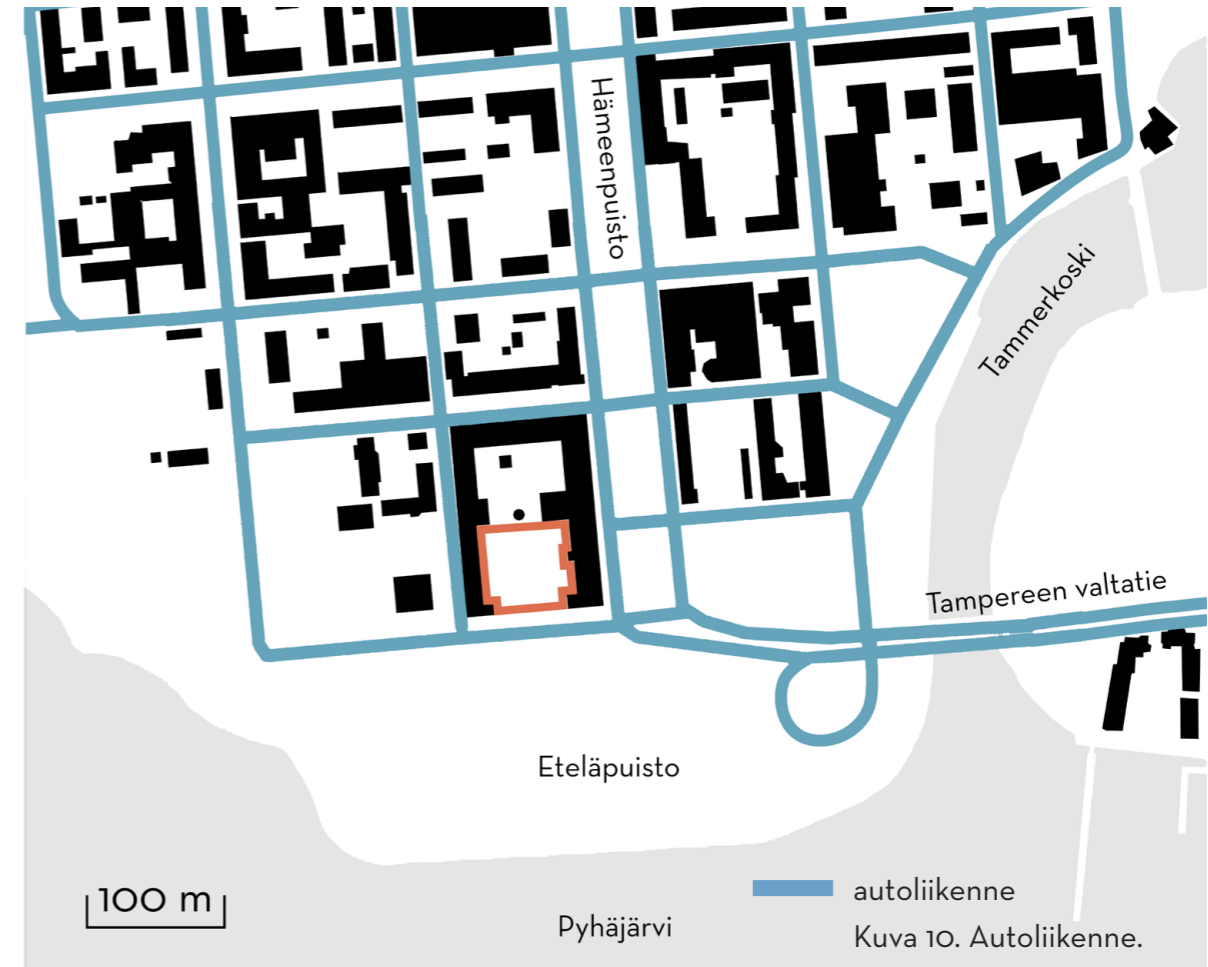 Hämeenpuisto
Tammerkoski
Tampereen valtatie
Eteläpuisto
100 m
Pyhäjärvi
autoliikenne
Kuva 10. Autoliikenne.